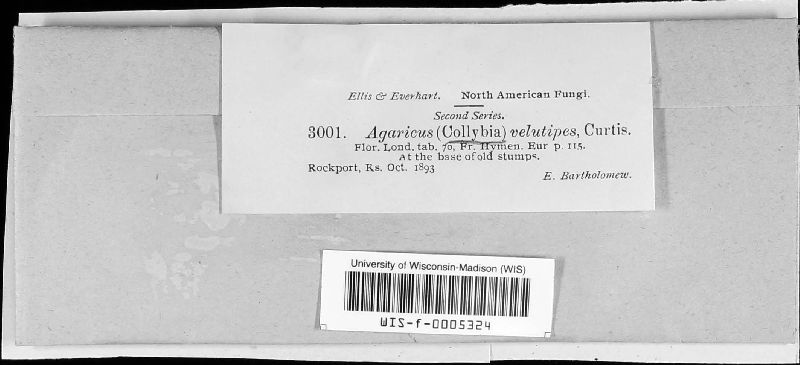 Ellis & Everhart. North American Fungi.
Second Series.
3001. Agaricus (Collybia) velutipes, Curtis.
Flor. Lond. tab. 70, Fr. Hymen. Eur p. 115.
At the base of old stumps.
Rockport, Ks. Oct. 1893
E. Bartholomew.
University of Wisconsin-Madison (WIS)
WIS-f-0005324